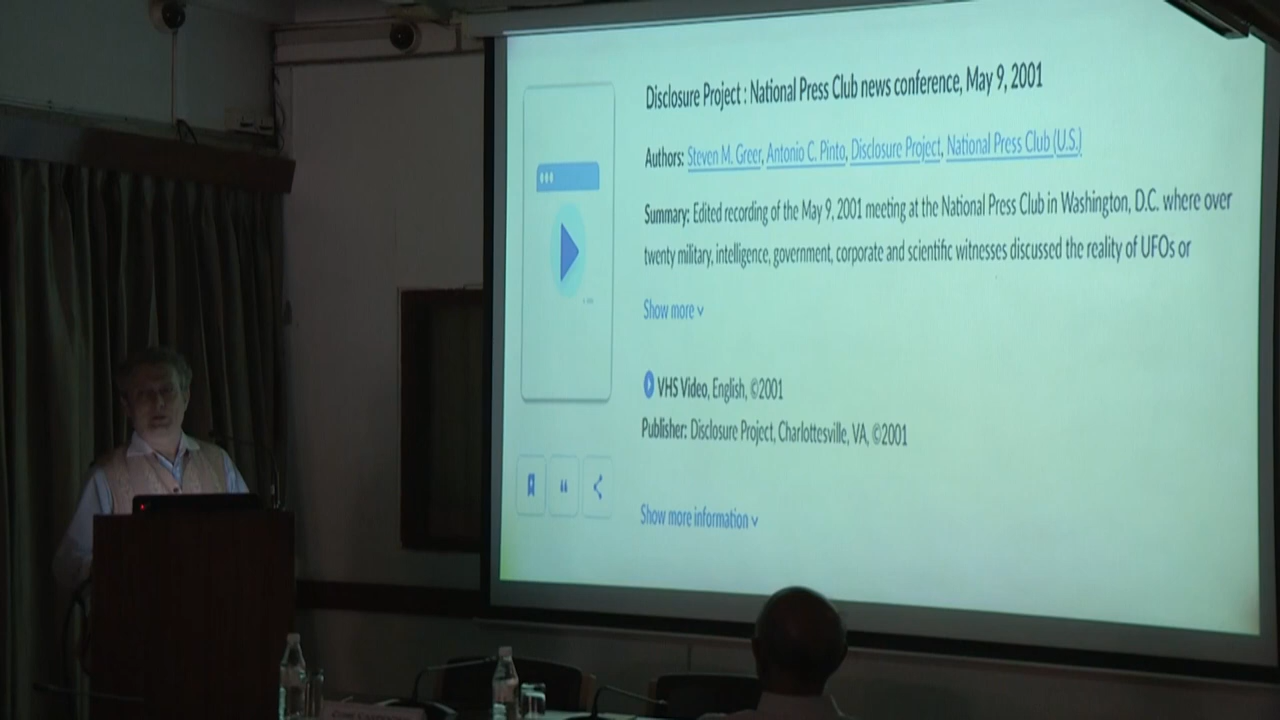 Disclosure Project : National Press Club news conference, May 9, 2001
Authors: Steven M. Greer, Antonio C. Pinto, Disclosure Project, National Press Club (U.S.)
Summary: Edited recording of the May 9, 2001 meeting at the National Press Club in Washington, D.C. where over
twenty military, intelligence, government, corporate and scientific witnesses discussed the reality of UFOs or
Show more
VHS Video, English, ©2001
Publisher: Disclosure Project, Charlottesville, VA, ©2001
Show more information